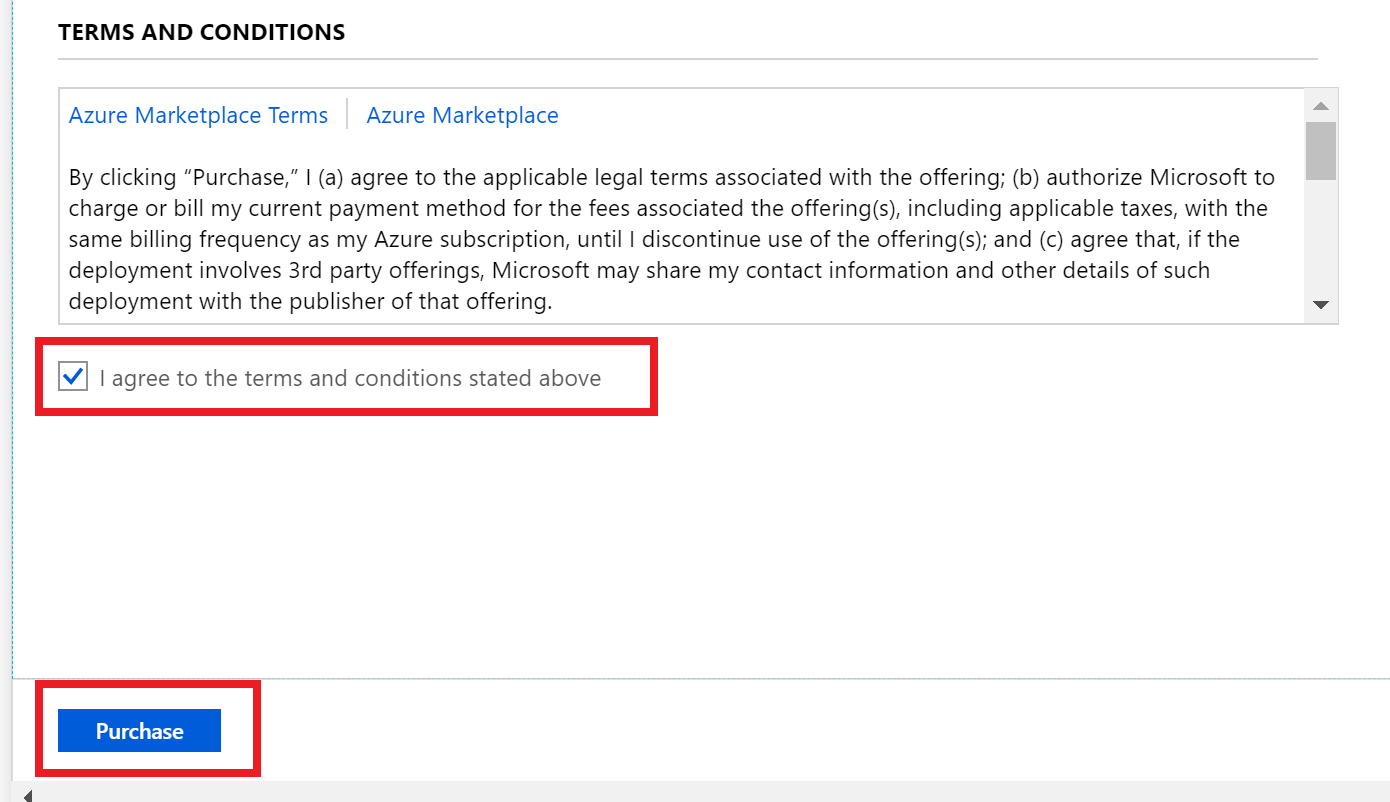 TERMS AND CONDITIONS
Azure Marketplace Terms | Azure Marketplace
By clicking “Purchase,” I (a) agree to the applicable legal terms associated with the offering; (b) authorize Microsoft to
charge or bill my current payment method for the fees associated the offering(s), including applicable taxes, with the
same billing frequency as my Azure subscription, until I discontinue use of the offering(s); and (c) agree that, if the
deployment involves 3rd party offerings, Microsoft may share my contact information and other details of such
deployment with the publisher of that offering.
I agree to the terms and conditions stated above
Purchase